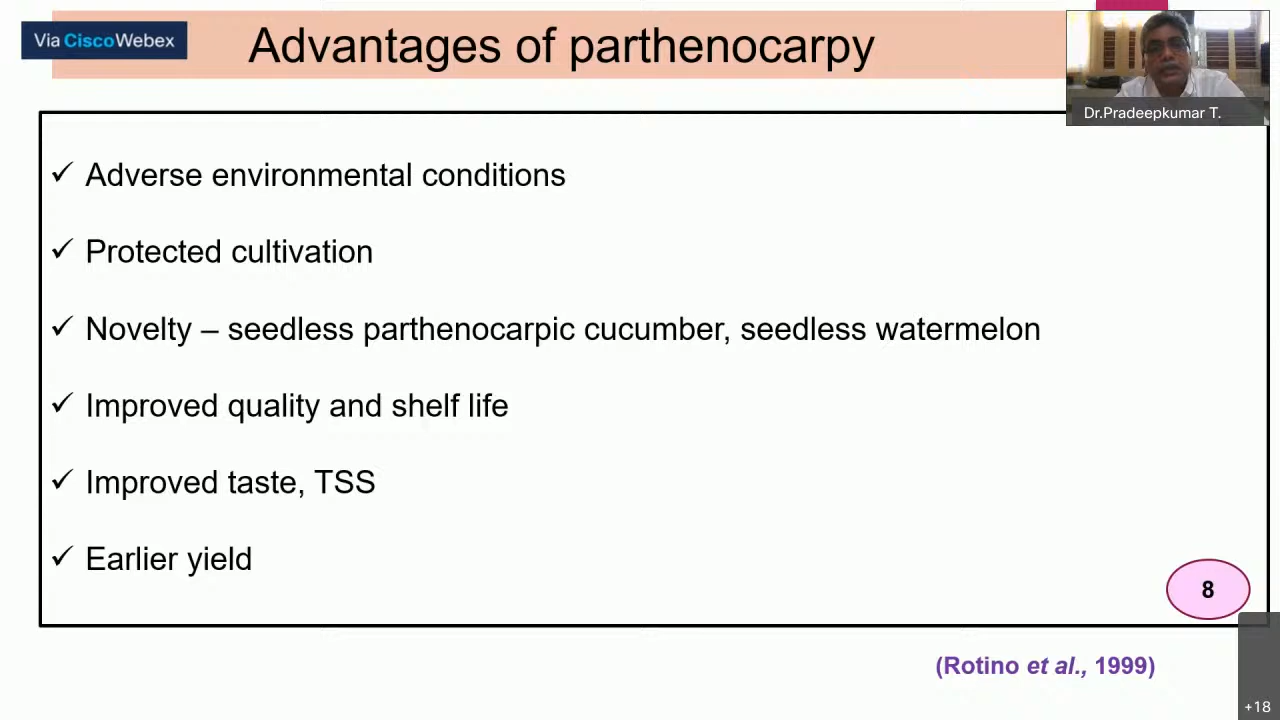 Via CiscoWebex
Advantages of parthenocarpy
Dr.Pradeepkumar T.
✓ Adverse environmental conditions
✓ Protected cultivation
✓ Novelty – seedless parthenocarpic cucumber, seedless watermelon
✓ Improved quality and shelf life
✓ Improved taste, TSS
✓ Earlier yield
8
(Rotino et al., 1999)
+18